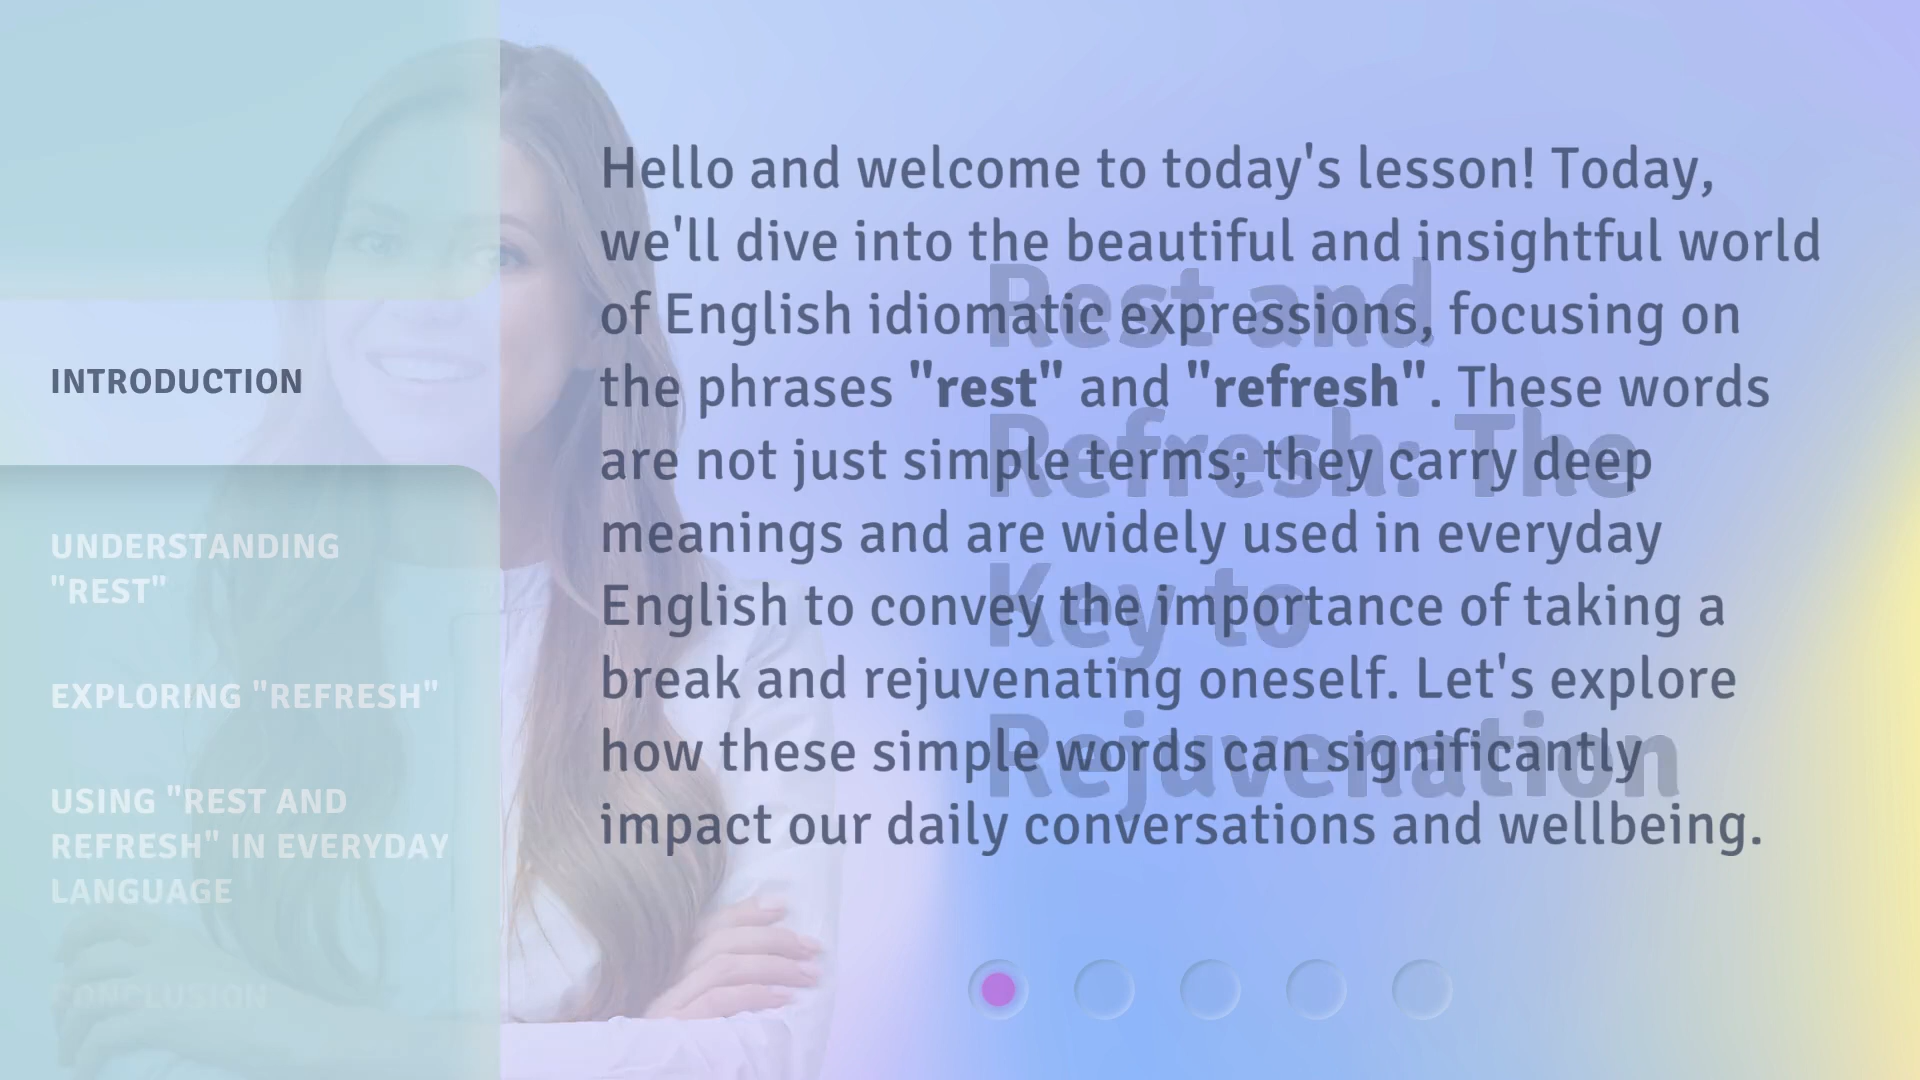 INTRODUCTION
UNDERSTANDING
"REST"
EXPLORING "REFRESH"
USING "REST AND
REFRESH" IN EVERYDAY
LANGUAGE
CONCLUSION
Hello and welcome to today's lesson! Today,
we'll dive into the beautiful and insightful world
of English idiomatic expressions, focusing on
the phrases "rest" and "refresh". These words
are not just simple terms; they carry deep
meanings and are widely used in everyday
English to convey the importance of taking a
break and rejuvenating oneself. Let's explore
how these simple words can significantly
impact our daily conversations and wellbeing.
Rest and
Refresh: The
Key to
Rejuvenation